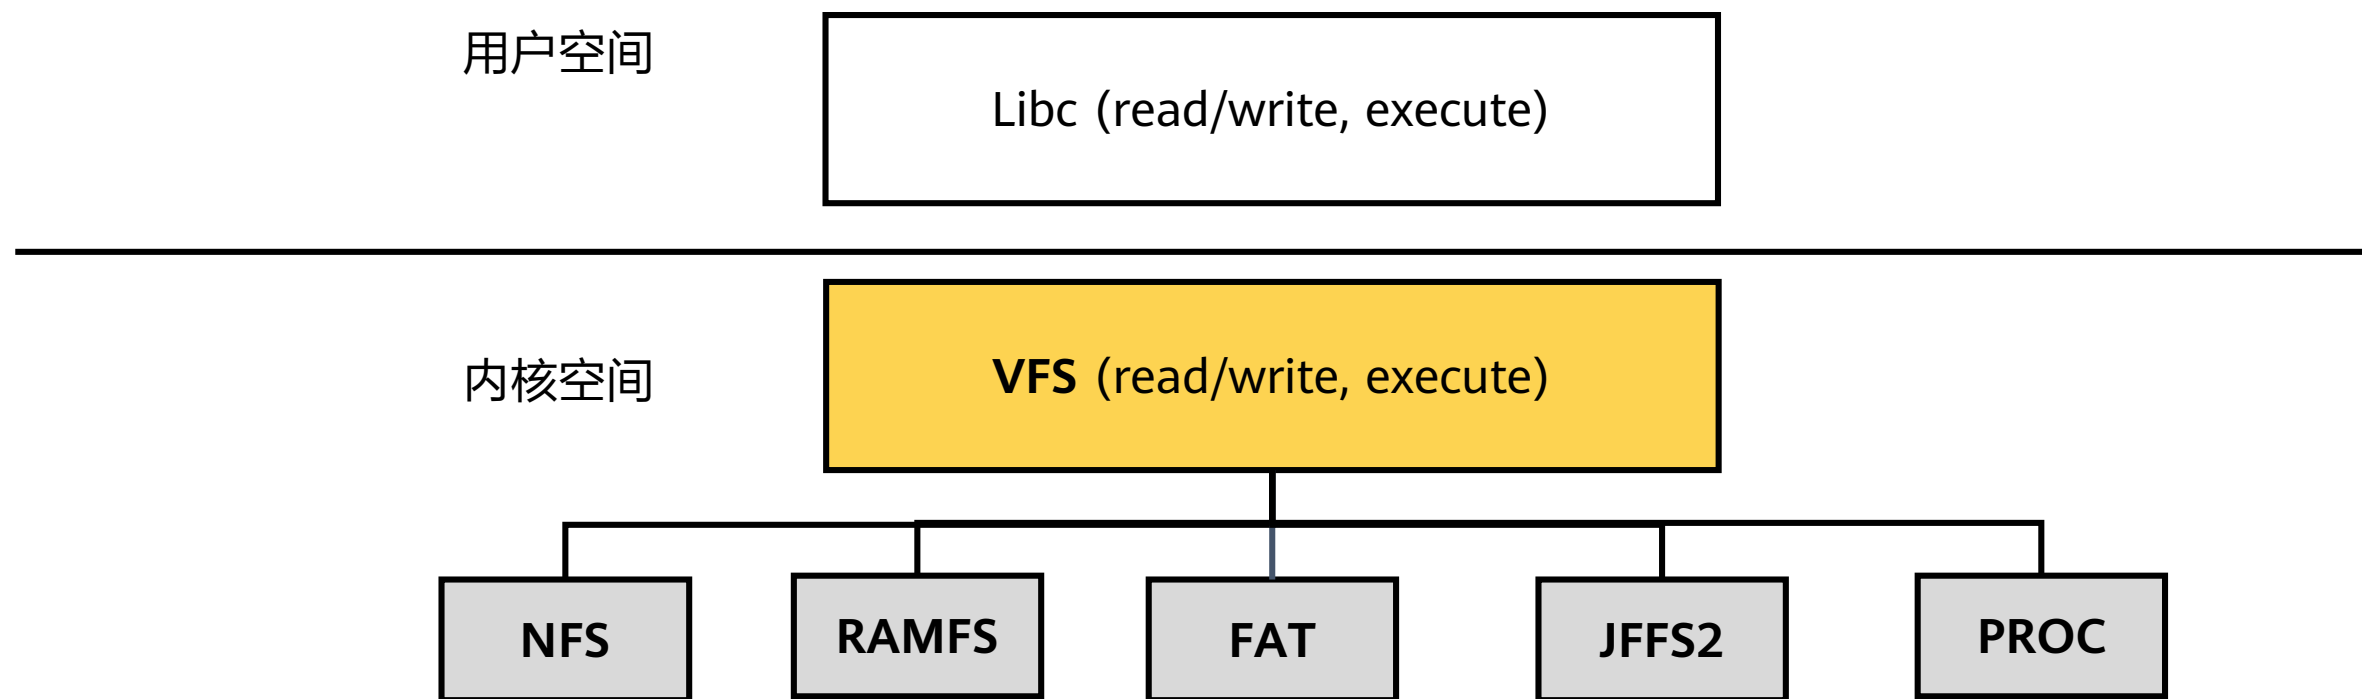 用户空间
Libc (read/write, execute)
内核空间
VFS (read/write, execute)
NFS
RAMFS
FAT
JFFS2
PROC